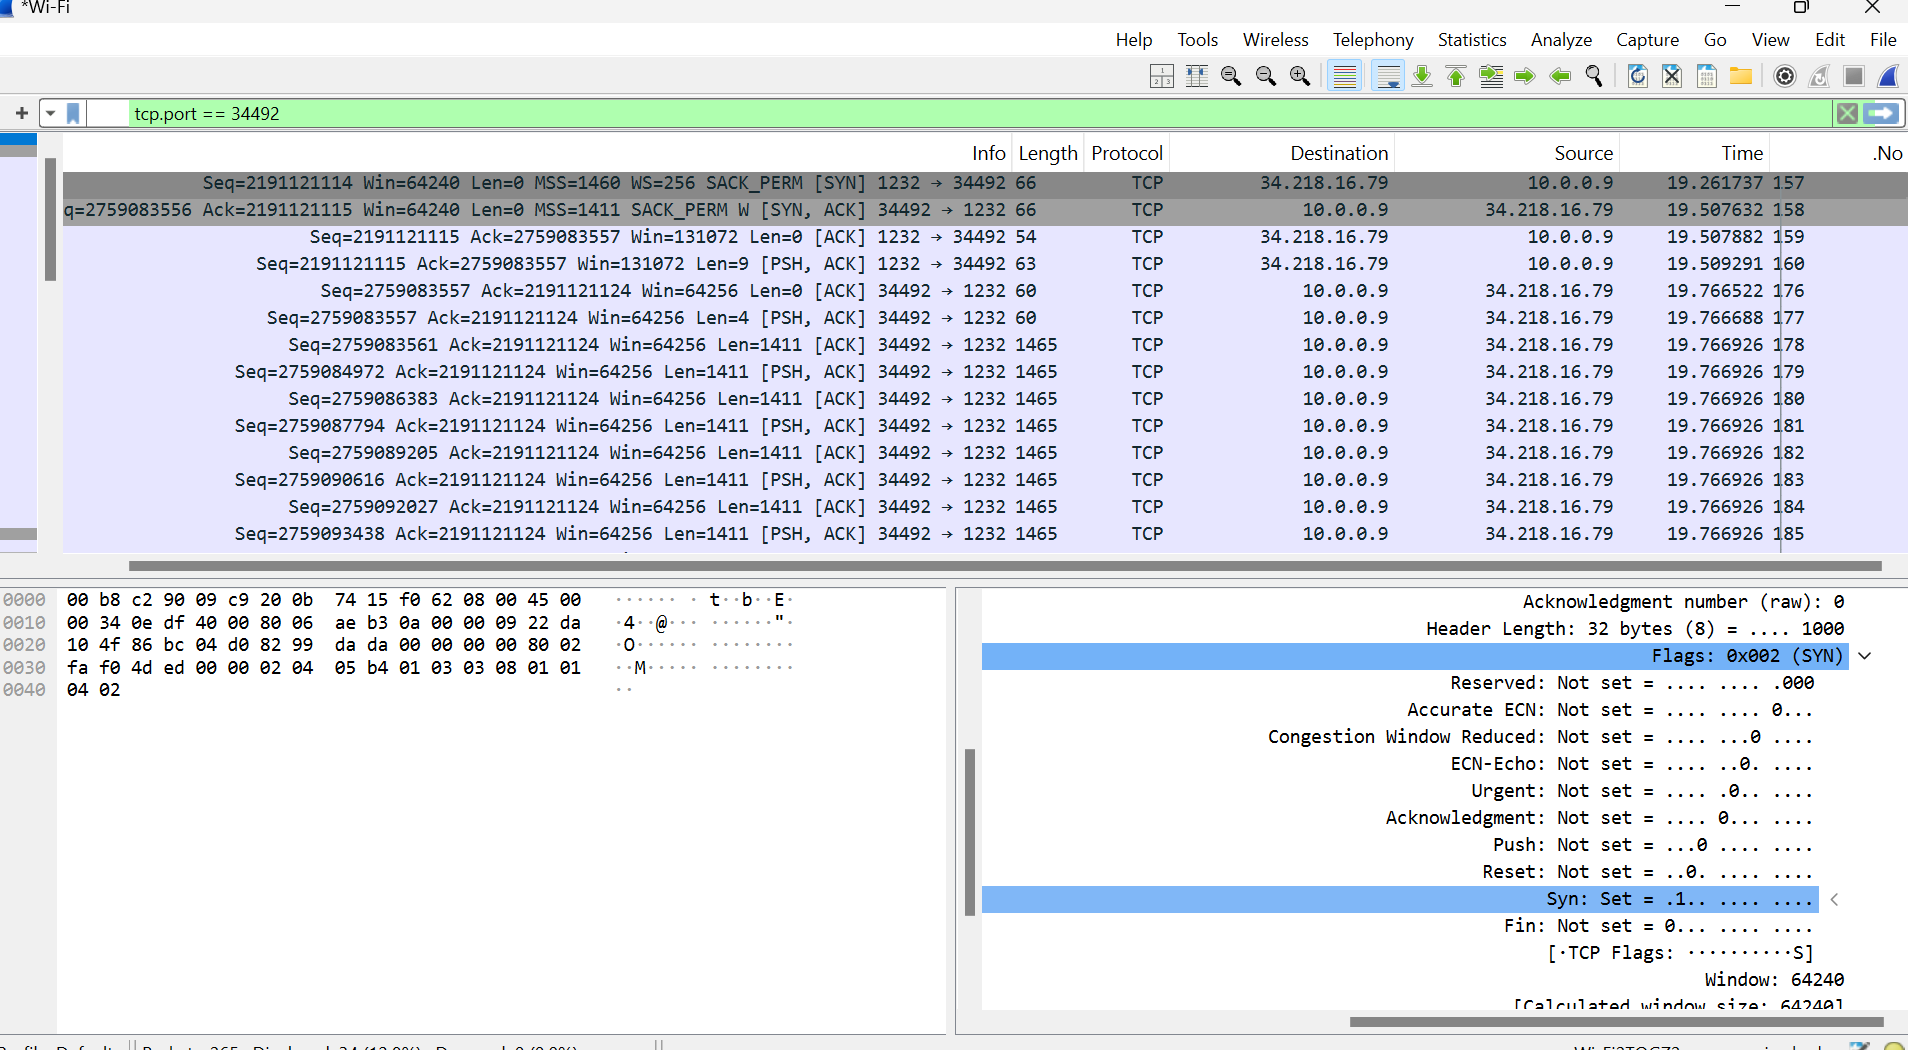 *Wi-Fi
Help Tools Wireless Telephony Statistics Analyze Capture Go View Edit File
tcp.port == 34492
Info Length Protocol Destination Source Time .No
Seq=2191121114 Win=64240 Len=0 MSS=1460 WS=256 SACK_PERM [SYN] 1232 → 34492 66 TCP 34.218.16.79 10.0.0.9 19.261737 157
q=2759083556 Ack=2191121115 Win=64240 Len=0 MSS=1411 SACK_PERM W [SYN, ACK] 34492 → 1232 66 TCP 10.0.0.9 34.218.16.79 19.507632 158
Seq=2191121115 Ack=2759083557 Win=131072 Len=0 [ACK] 1232 → 34492 54 TCP 34.218.16.79 10.0.0.9 19.507882 159
Seq=2191121115 Ack=2759083557 Win=131072 Len=9 [PSH, ACK] 1232 → 34492 63 TCP 34.218.16.79 10.0.0.9 19.509291 160
Seq=2759083557 Ack=2191121124 Win=64256 Len=0 [ACK] 34492 → 1232 60 TCP 10.0.0.9 34.218.16.79 19.766522 176
Seq=2759083557 Ack=2191121124 Win=64256 Len=4 [PSH, ACK] 34492 → 1232 60 TCP 10.0.0.9 34.218.16.79 19.766688 177
Seq=2759083561 Ack=2191121124 Win=64256 Len=1411 [ACK] 34492 → 1232 1465 TCP 10.0.0.9 34.218.16.79 19.766926 178
Seq=2759084972 Ack=2191121124 Win=64256 Len=1411 [PSH, ACK] 34492 → 1232 1465 TCP 10.0.0.9 34.218.16.79 19.766926 179
Seq=2759086383 Ack=2191121124 Win=64256 Len=1411 [ACK] 34492 → 1232 1465 TCP 10.0.0.9 34.218.16.79 19.766926 180
Seq=2759087794 Ack=2191121124 Win=64256 Len=1411 [PSH, ACK] 34492 → 1232 1465 TCP 10.0.0.9 34.218.16.79 19.766926 181
Seq=2759089205 Ack=2191121124 Win=64256 Len=1411 [ACK] 34492 → 1232 1465 TCP 10.0.0.9 34.218.16.79 19.766926 182
Seq=2759090616 Ack=2191121124 Win=64256 Len=1411 [PSH, ACK] 34492 → 1232 1465 TCP 10.0.0.9 34.218.16.79 19.766926 183
Seq=2759092027 Ack=2191121124 Win=64256 Len=1411 [ACK] 34492 → 1232 1465 TCP 10.0.0.9 34.218.16.79 19.766926 184
Seq=2759093438 Ack=2191121124 Win=64256 Len=1411 [PSH, ACK] 34492 → 1232 1465 TCP 10.0.0.9 34.218.16.79 19.766926 185
0000 00 b8 c2 90 09 c9 20 0b 74 15 f0 62 08 00 45 00 ······ · t··b··E·
0010 00 34 0e df 40 00 80 06 ae b3 0a 00 00 09 22 da ·4··@··· ······"·
0020 10 4f 86 bc 04 d0 82 99 da da 00 00 00 00 80 02 ·O······ ········
0030 fa f0 4d ed 00 00 02 04 05 b4 01 03 03 08 01 01 ··M····· ········
0040 04 02 ··
Acknowledgment number (raw): 0
Header Length: 32 bytes (8) = .... 1000
Flags: 0x002 (SYN)
Reserved: Not set = .... .... .000
Accurate ECN: Not set = .... .... 0...
Congestion Window Reduced: Not set = .... ...0 ....
ECN-Echo: Not set = .... ..0. ....
Urgent: Not set = .... .0.. ....
Acknowledgment: Not set = .... 0... ....
Push: Not set = ...0 .... ....
Reset: Not set = ..0. .... ....
Syn: Set = .1.. .... ....
Fin: Not set = 0... .... ....
[·TCP Flags: ··········S]
Window: 64240
[Calculated window size: 64240]